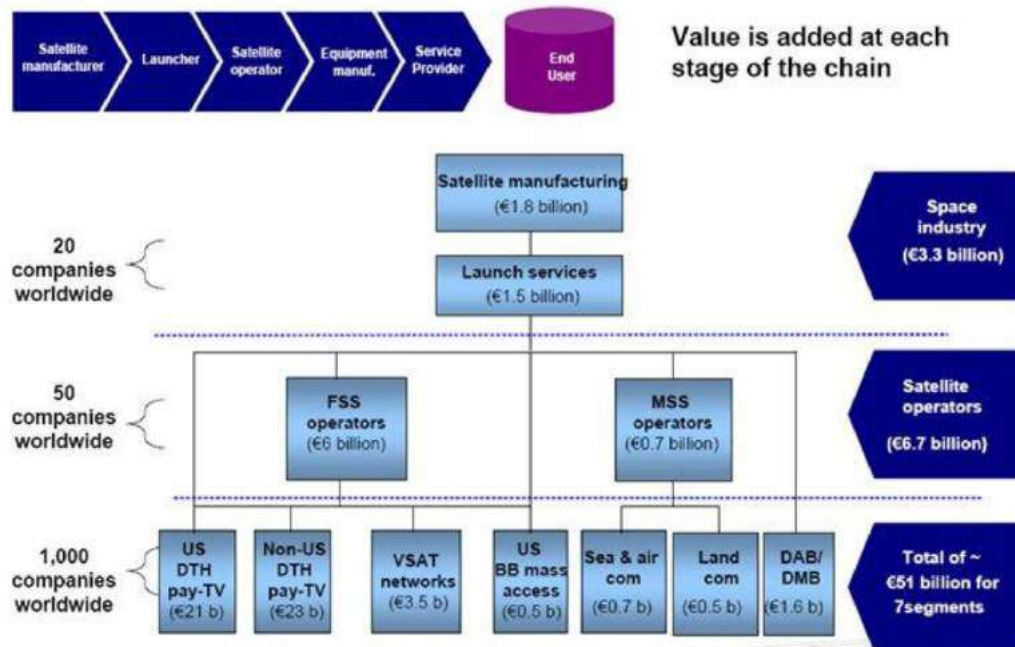 Satellite
manufacturer
Launcher
Satellite
operator
Equipment
manuf.
Service
Provider
End
User
Value is added at each
stage of the chain
20
companies
worldwide
Satellite manufacturing
(€1.8 billion)
Launch services
(€1.5 billion)
Space
industry
(€3.3 billion)
50
companies
worldwide
FSS
operators
(€6 billion)
MSS
operators
(€0.7 billion)
Satellite
operators
(€6.7 billion)
1,000
companies
worldwide
US
DTH
pay-TV
(€21 b)
Non-US
DTH
pay-TV
(€23 b)
VSAT
networks
(€3.5 b)
US
BB mass
access
(€0.5 b)
Sea & air
com
(€0.7 b)
Land
com
(€0.5 b)
DAB/
DMB
(€1.6 b)
Total of ~
€51 billion for
7segments